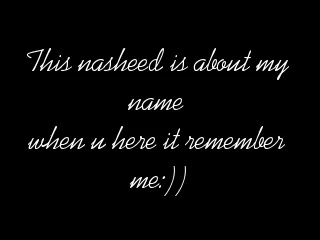 This nasheed is about my
name
when u here it remember
me:))